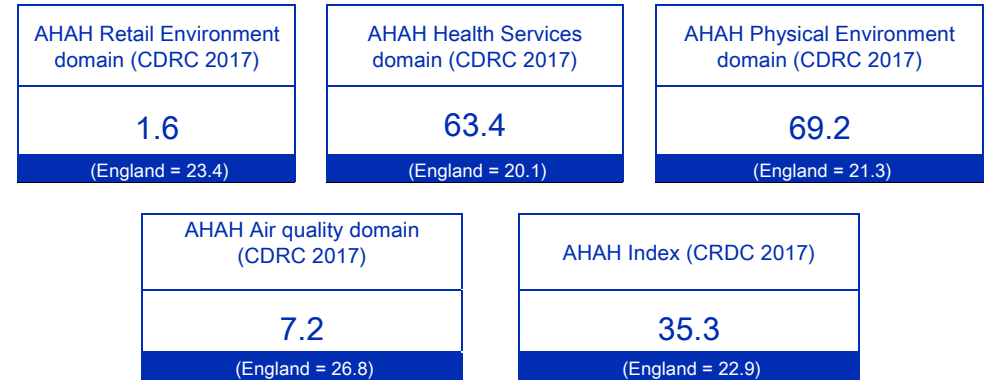 AHAH Retail Environment
domain (CDRC 2017)
1.6
(England = 23.4)
AHAH Health Services
domain (CDRC 2017)
63.4
(England = 20.1)
AHAH Physical Environment
domain (CDRC 2017)
69.2
(England = 21.3)
AHAH Air quality domain
(CDRC 2017)
7.2
(England = 26.8)
AHAH Index (CRDC 2017)
35.3
(England = 22.9)